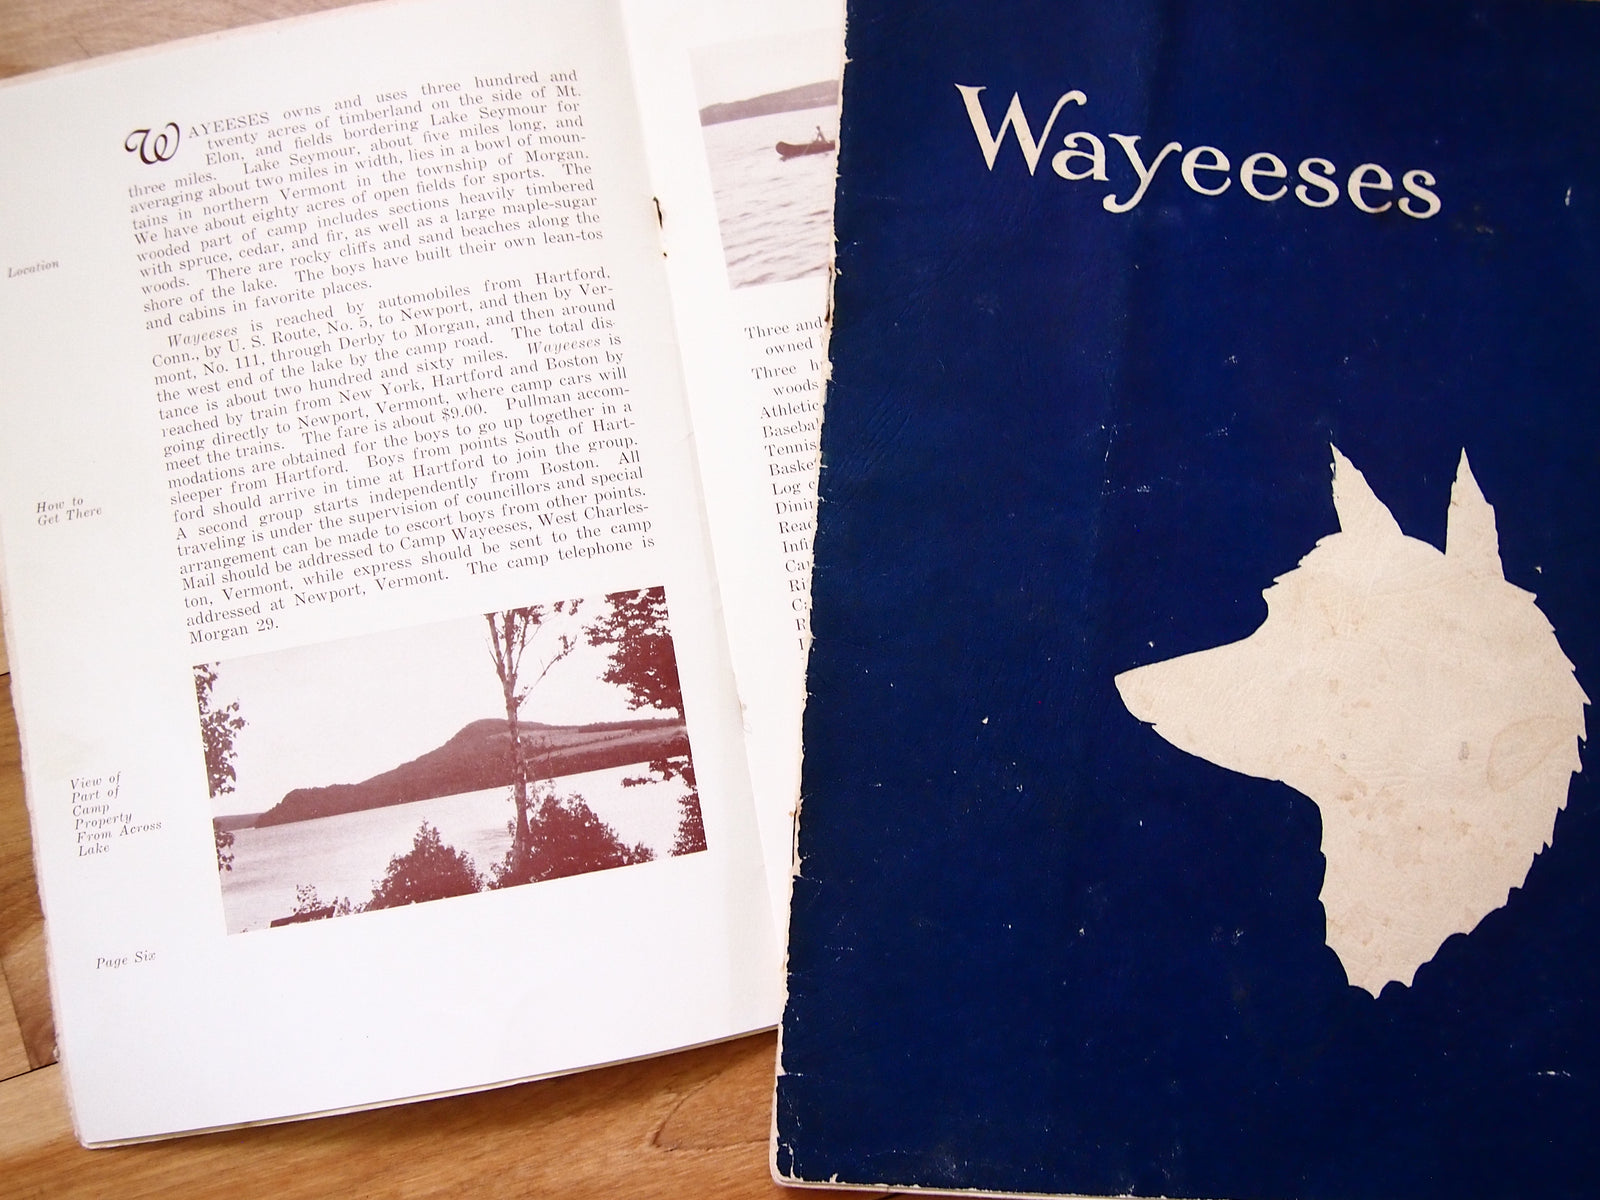 WAYEESES owns and uses three hundred and
twenty acres of timberland on the side of Mt.
Elon, and fields bordering Lake Seymour for
three miles. Lake Seymour, about five miles long, and
averaging about two miles in width, lies in a bowl of moun-
tains in northern Vermont in the township of Morgan.
We have about eighty acres of open fields for sports. The
wooded part of camp includes sections heavily timbered
with spruce, cedar, and fir, as well as a large maple-sugar
woods. There are rocky cliffs and sand beaches along the
shore of the lake. The boys have built their own lean-tos
and cabins in favorite places.
Location
Wayeeses is reached by automobiles from Hartford,
Conn., by U. S. Route, No. 5, to Newport, and then by Ver-
mont, No. 111, through Derby to Morgan, and then around
the west end of the lake by the camp road. The total dis-
tance is about two hundred and sixty miles. Wayeeses is
reached by train from New York, Hartford and Boston by
going directly to Newport, Vermont, where camp cars will
meet the trains. The fare is about $9.00. Pullman accom-
modations are obtained for the boys to go up together in a
sleeper from Hartford. Boys from points South of Hart-
ford should arrive in time at Hartford to join the group.
A second group starts independently from Boston. All
traveling is under the supervision of councillors and special
arrangement can be made to escort boys from other points.
Mail should be addressed to Camp Wayeeses, West Charles-
ton, Vermont, while express should be sent to the camp
addressed at Newport, Vermont. The camp telephone is
Morgan 29.
How to
Get There
View of
Part of
Camp
Property
From Across
Lake
Page Six
Three and
owned
Three h
woods
Athletic
Basebal
Tennis
Baske
Log c
Dinin
Read
Infi
Ca
Ri
C
R
Wayeeses